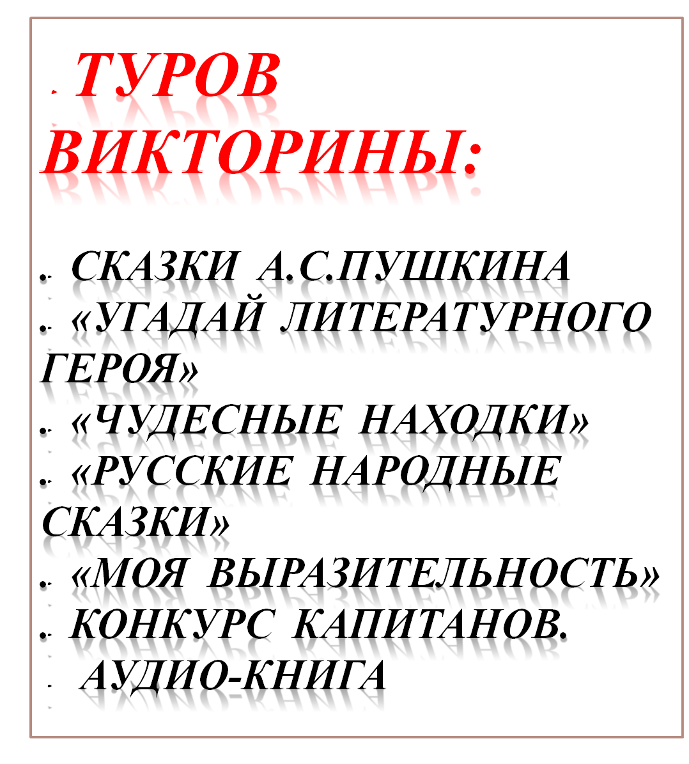 . ТУРОВ
ВИКТОРИНЫ:
. СКАЗКИ А.С.ПУШКИНА
. «УГАДАЙ ЛИТЕРАТУРНОГО
ГЕРОЯ»
. «ЧУДЕСНЫЕ НАХОДКИ»
. «РУССКИЕ НАРОДНЫЕ
СКАЗКИ»
. «МОЯ ВЫРАЗИТЕЛЬНОСТЬ»
. КОНКУРС КАПИТАНОВ.
АУДИО-КНИГА